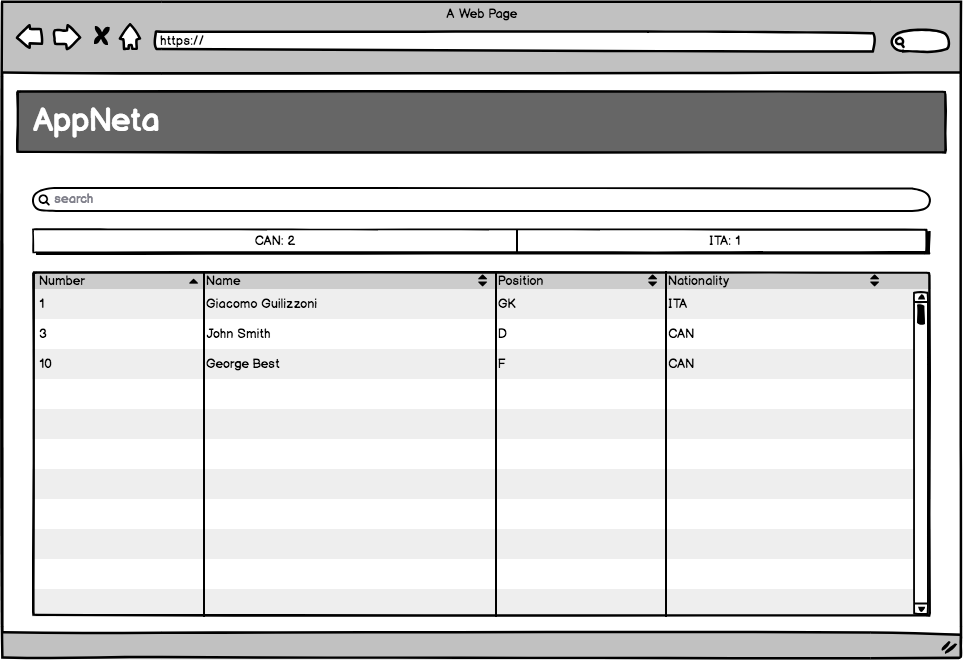 A Web Page
https://
AppNeta
search
CAN: 2 ITA: 1
Number Name Position Nationality
1 Giacomo Guilizzoni GK ITA
3 John Smith D CAN
10 George Best F CAN